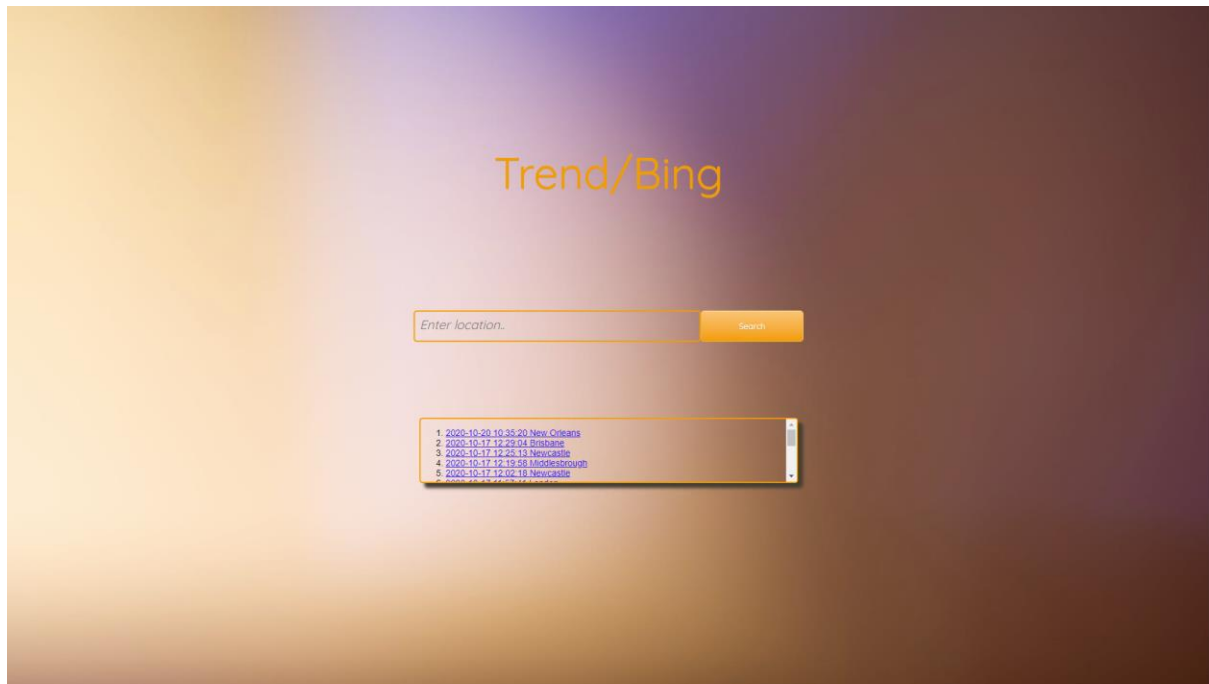 Trend/Bing
Enter location..
Search
1. 2020-10-20 10:35:20 New Orleans
2. 2020-10-17 12:29:04 Brisbane
3. 2020-10-17 12:25:13 Newcastle
4. 2020-10-17 12:19:58 Middlesbrough
5. 2020-10-17 12:02:18 Newcastle